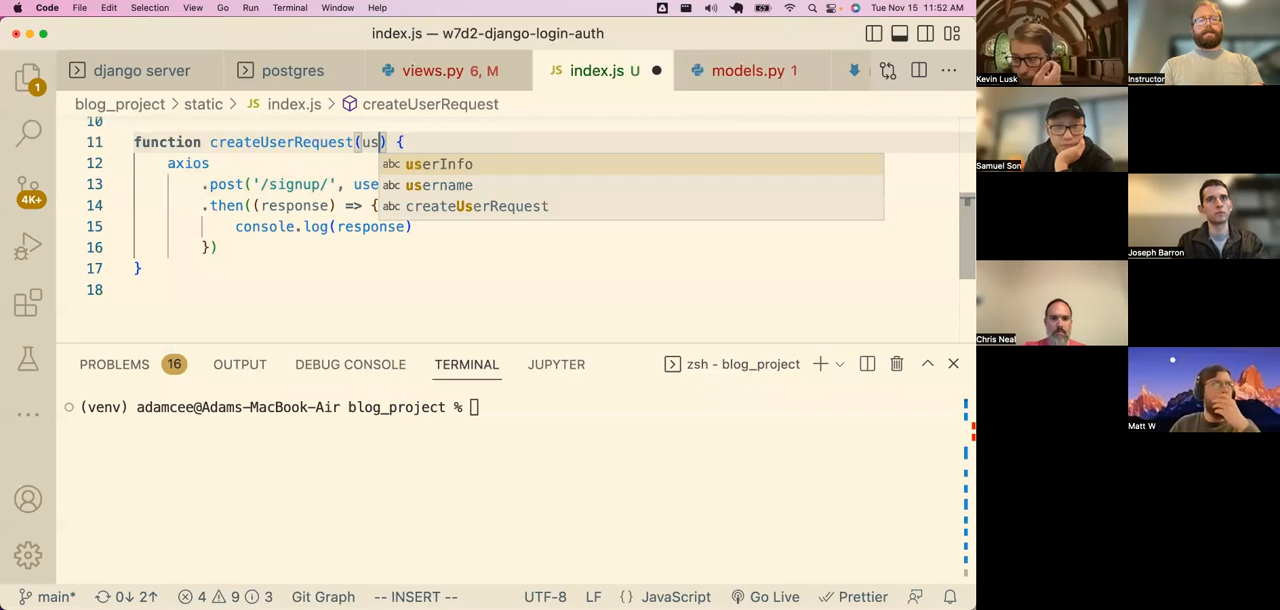 Code File Edit Selection View Go Run Terminal Window Help Tue Nov 15 11:52 AM
index.js — w7d2-django-login-auth
django server postgres views.py 6, M JS index.js U models.py 1
blog_project > static > JS index.js > createUserRequest
10
11 function createUserRequest(us) {
abc userInfo
abc username
abc createUserRequest
12 axios
13 .post('/signup/', use
14 .then((response) => {
15 console.log(response)
16 })
17 }
18
1
4K+
PROBLEMS 16 OUTPUT DEBUG CONSOLE TERMINAL JUPYTER zsh - blog_project
(venv) adamcee@Adams-MacBook-Air blog_project %
main* 0↓ 2↑ 4 9 3 Git Graph -- INSERT -- UTF-8 LF {} JavaScript Go Live Prettier
Kevin Lusk
Instructor
Samuel Son
Joseph Barron
Chris Neal
Matt W